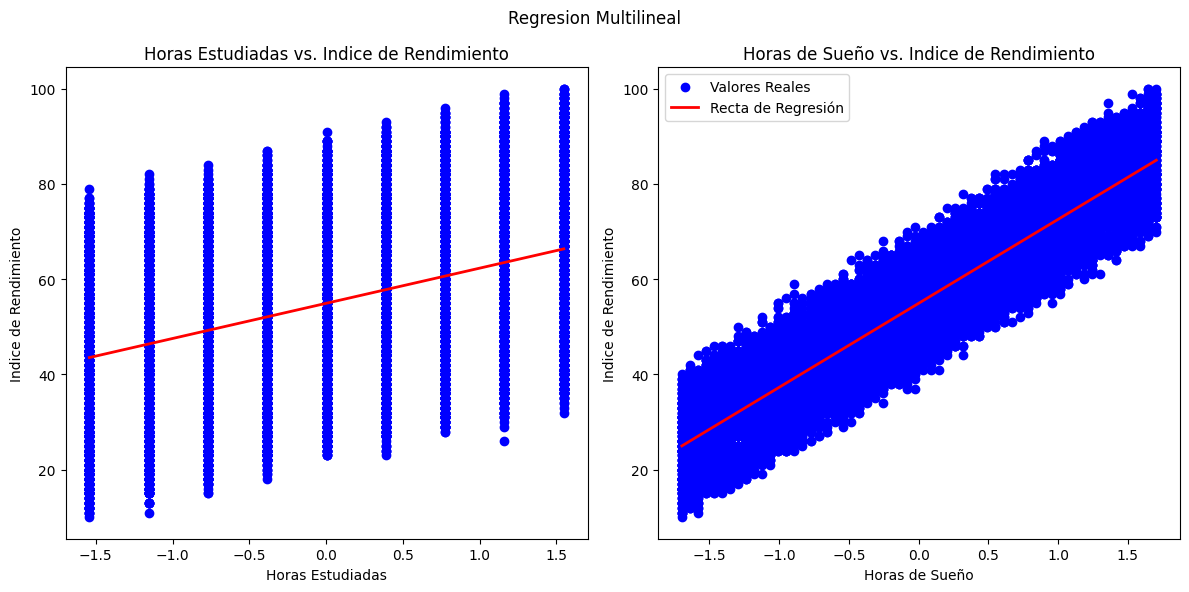 Regresion Multilineal
Horas Estudiadas vs. Indice de Rendimiento
100
80
60
40
20
Indice de Rendimiento
−1.5 −1.0 −0.5 0.0 0.5 1.0 1.5
Horas Estudiadas
Horas de Sueño vs. Indice de Rendimiento
Valores Reales
Recta de Regresión
100
80
60
40
20
Indice de Rendimiento
−1.5 −1.0 −0.5 0.0 0.5 1.0 1.5
Horas de Sueño